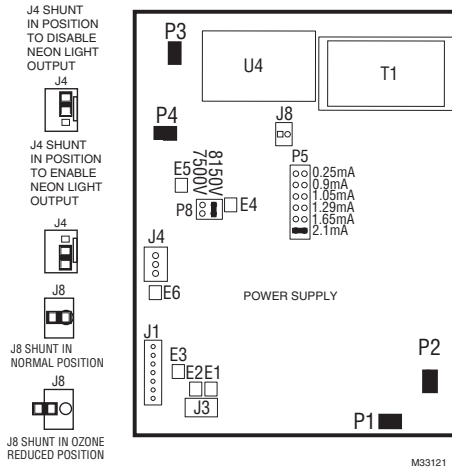 J4 SHUNT
IN POSITION
TO DISABLE
NEON LIGHT
OUTPUT
J4
J4 SHUNT
IN POSITION
TO ENABLE
NEON LIGHT
OUTPUT
J4
J8
J8 SHUNT IN
NORMAL POSITION
J8
J8 SHUNT IN OZONE
REDUCED POSITION
P3
U4
T1
P4
J8
P5
0.25mA
0.9mA
1.05mA
1.29mA
1.65mA
2.1mA
8150V
7500V
E5
P8
E4
J4
E6
POWER SUPPLY
J1
E3
E2
E1
J3
P2
P1
M33121